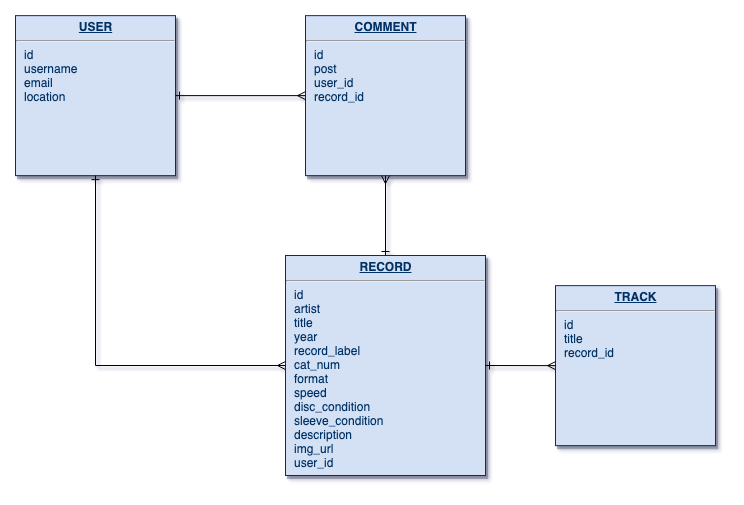 USER
id
username
email
location
COMMENT
id
post
user_id
record_id
RECORD
id
artist
title
year
record_label
cat_num
format
speed
disc_condition
sleeve_condition
description
img_url
user_id
TRACK
id
title
record_id